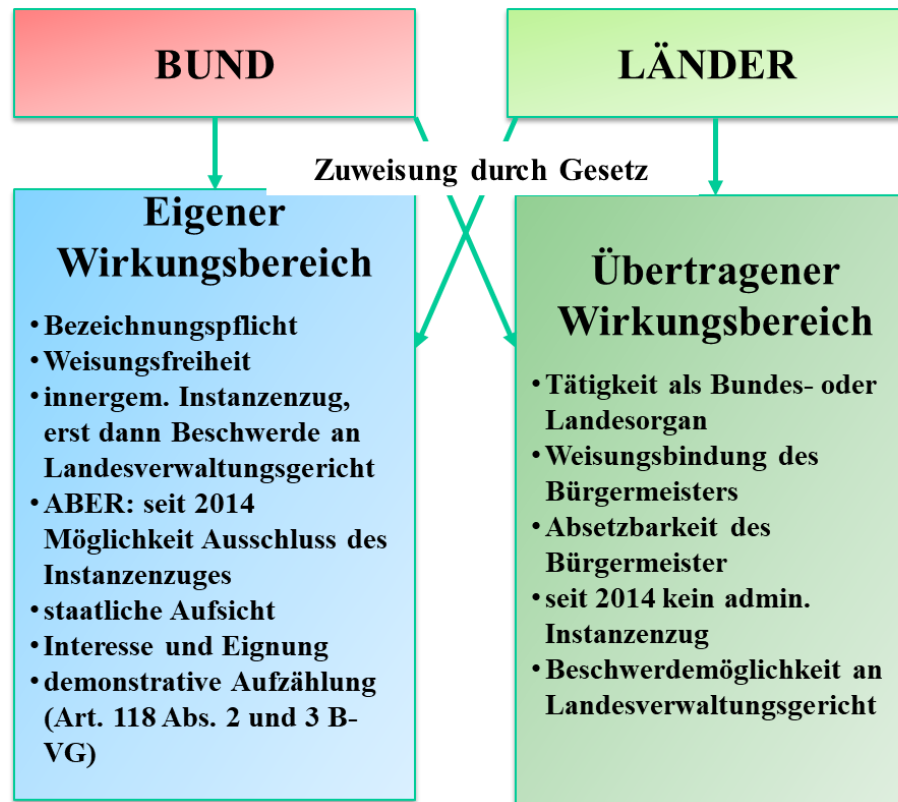 BUND
LÄNDER
Zuweisung durch Gesetz
Eigener
Wirkungsbereich
• Bezeichnungspflicht
• Weisungsfreiheit
• innergem. Instanzenzug,
erst dann Beschwerde an
Landesverwaltungsgericht
• ABER: seit 2014
Möglichkeit Ausschluss des
Instanzenzuges
• staatliche Aufsicht
• Interesse und Eignung
• demonstrative Aufzählung
(Art. 118 Abs. 2 und 3 B-
VG)
Übertragener
Wirkungsbereich
• Tätigkeit als Bundes- oder
Landesorgan
• Weisungsbindung des
Bürgermeisters
• Absetzbarkeit des
Bürgermeister
• seit 2014 kein admin.
Instanzenzug
• Beschwerdemöglichkeit an
Landesverwaltungsgericht